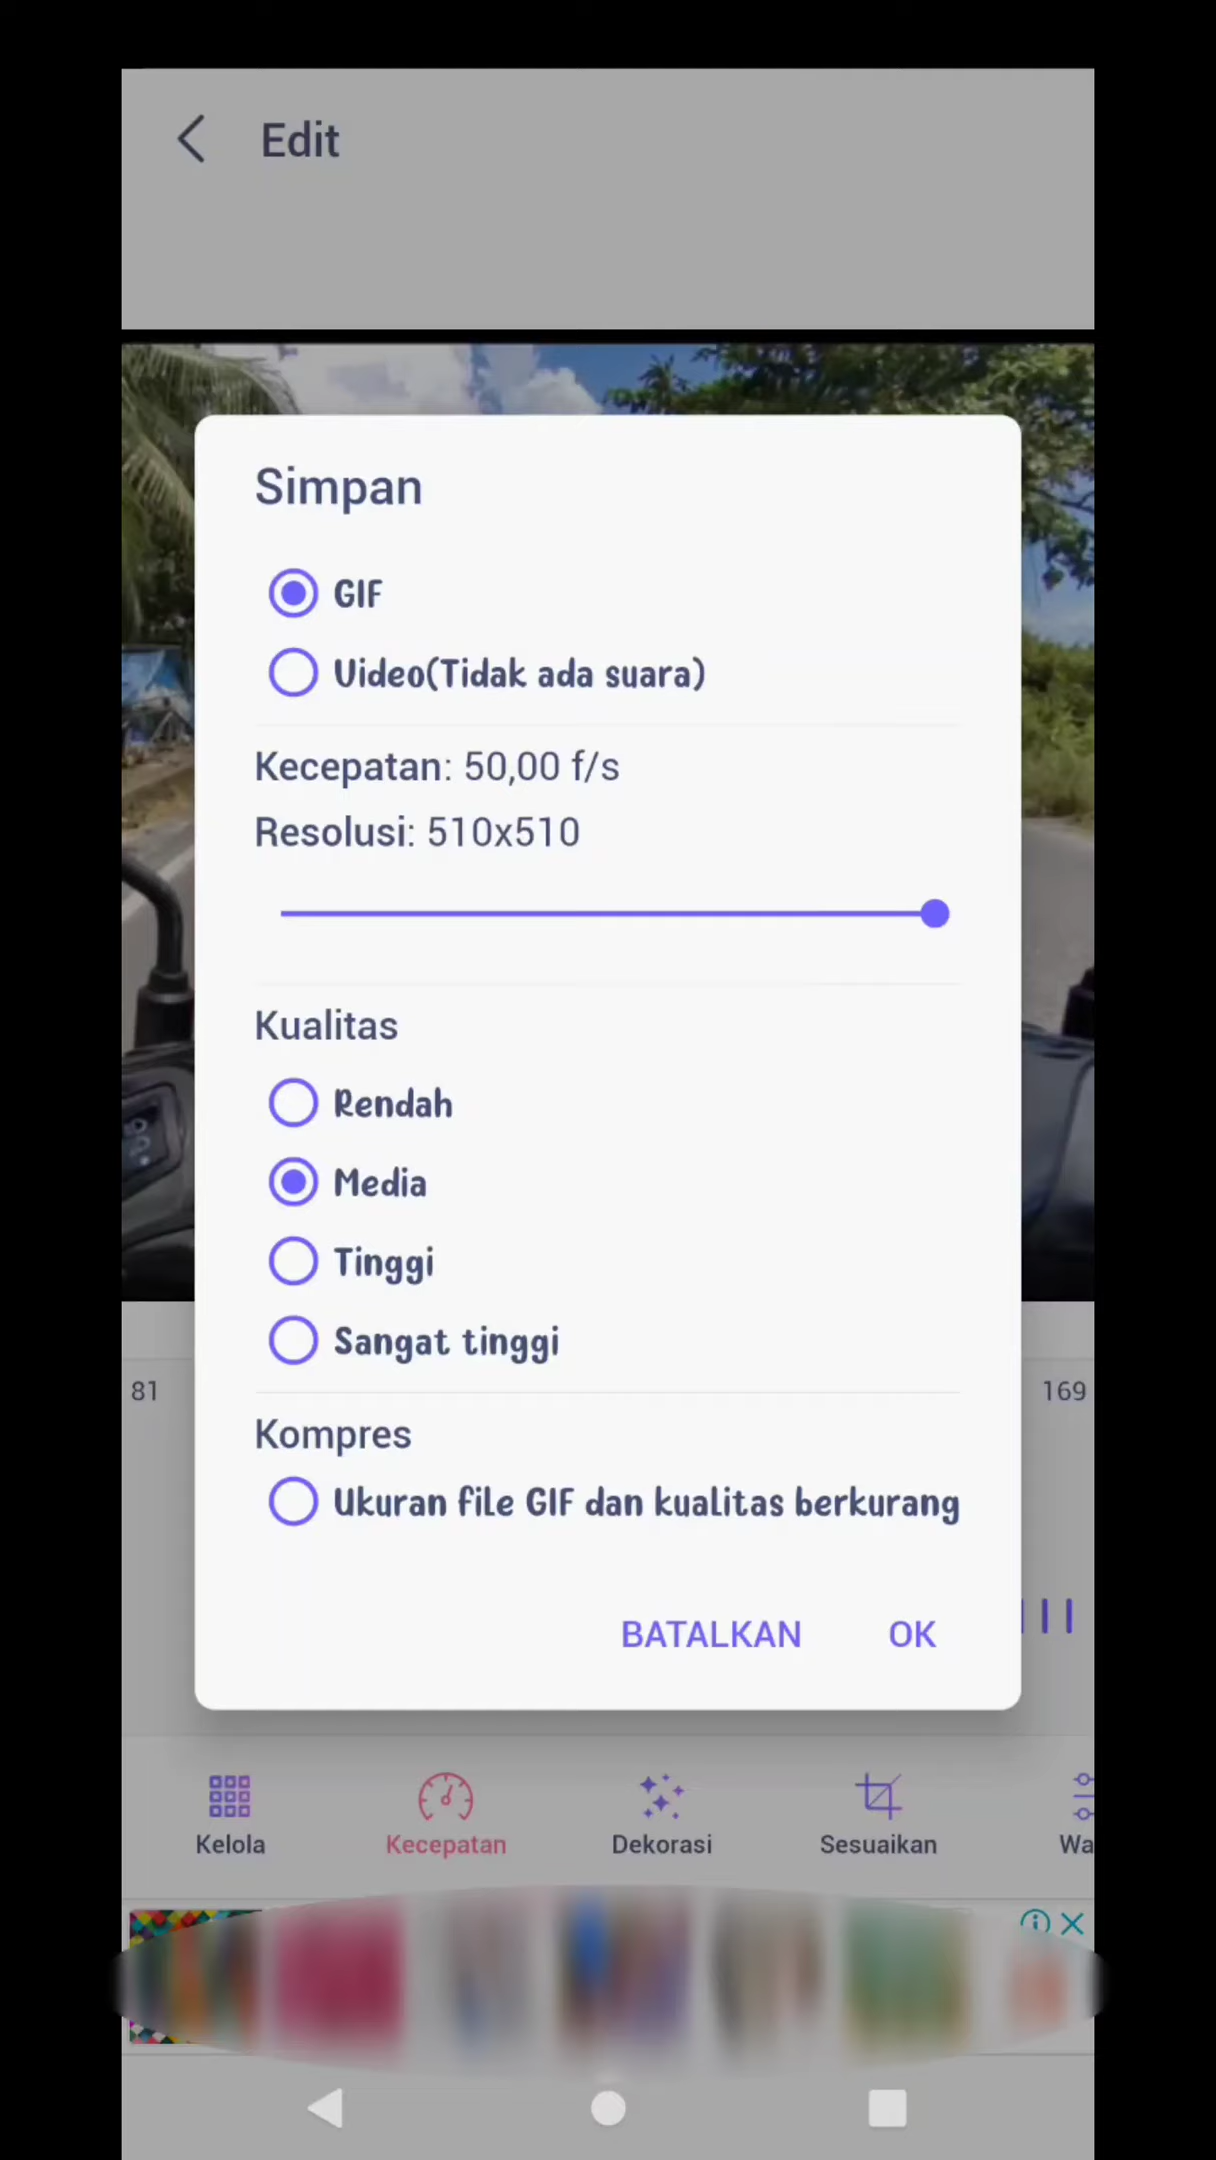 Edit
Simpan
GIF
Video(Tidak ada suara)
Kecepatan: 50,00 f/s
Resolusi: 510x510
Kualitas
Rendah
Media
Tinggi
Sangat tinggi
81
169
Kompres
Ukuran file GIF dan kualitas berkurang
BATALKAN
OK
Kelola
Kecepatan
Dekorasi
Sesuaikan
Wa